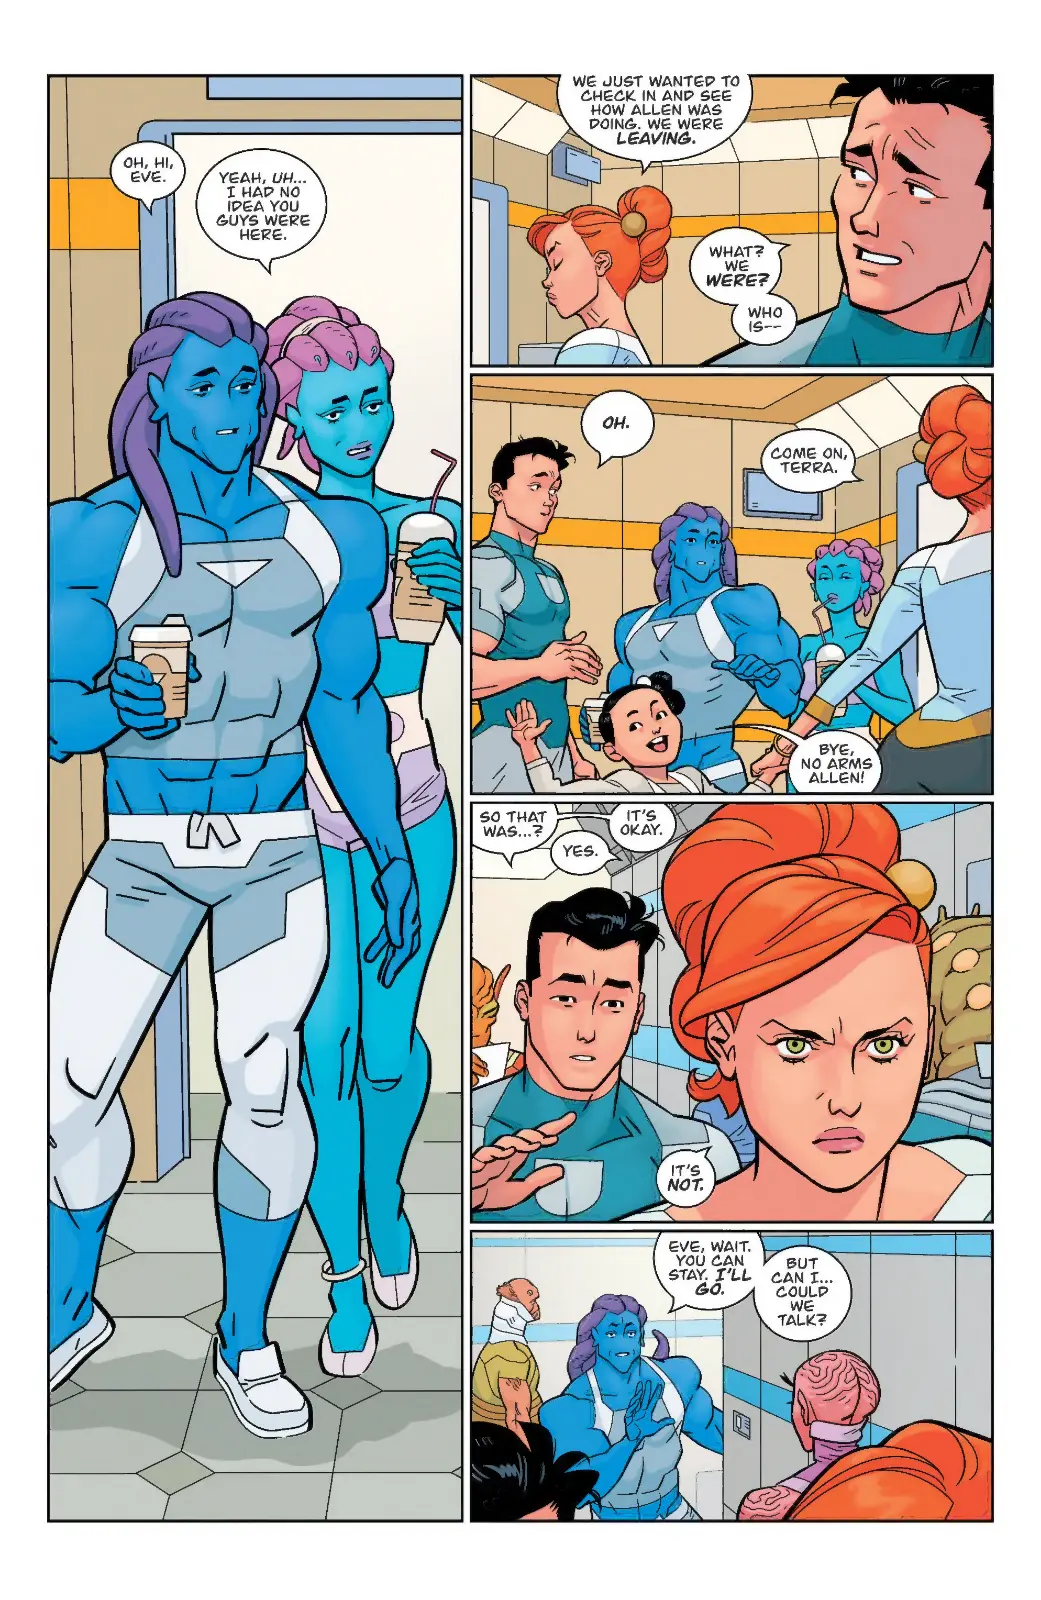 OH, HI,
EVE.
YEAH, UH...
I HAD NO
IDEA YOU
GUYS WERE
HERE.
WE JUST WANTED TO
CHECK IN AND SEE
HOW ALLEN WAS
DOING. WE WERE
LEAVING.
WHAT?
WE
WERE?
WHO
IS--
OH.
COME ON,
TERRA.
BYE,
NO ARMS
ALLEN!
SO THAT
WAS...?
IT'S
OKAY.
YES.
IT'S
NOT.
EVE, WAIT.
YOU CAN
STAY. I'LL
GO.
BUT
CAN I...
COULD
WE
TALK?